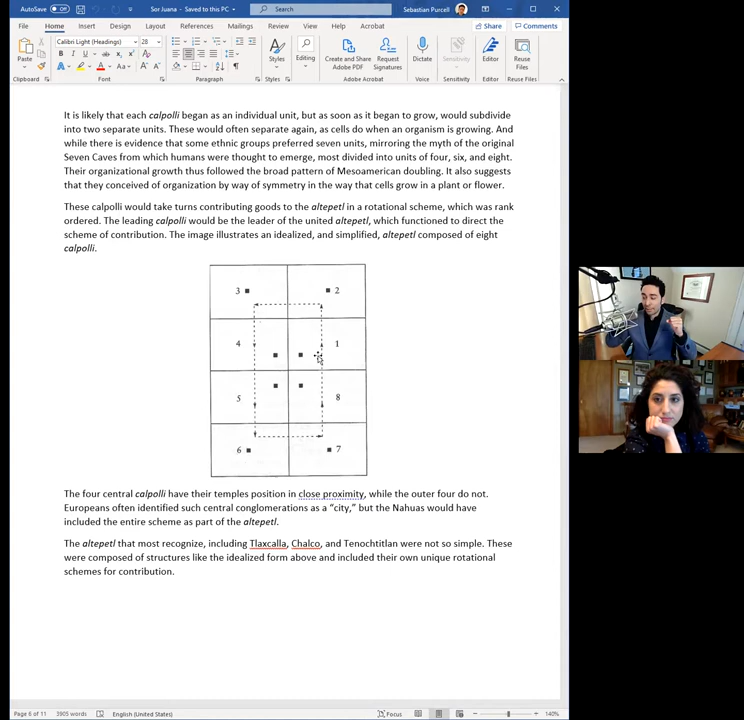 AutoSave Off Sor Juana - Saved to this PC Search Sebastian Purcell
File Home Insert Design Layout References Mailings Review View Help Acrobat Share Comments
Calibri Light (Headings) 28
Paste
B I U
Styles
Editing
Create and Share
Adobe PDF
Request
Signatures
Dictate
Sensitivity
Editor
Reuse
Files
Clipboard Font Paragraph Styles Adobe Acrobat Voice Sensitivity Editor Reuse Files
It is likely that each calpolli began as an individual unit, but as soon as it began to grow, would subdivide
into two separate units. These would often separate again, as cells do when an organism is growing. And
while there is evidence that some ethnic groups preferred seven units, mirroring the myth of the original
Seven Caves from which humans were thought to emerge, most divided into units of four, six, and eight.
Their organizational growth thus followed the broad pattern of Mesoamerican doubling. It also suggests
that they conceived of organization by way of symmetry in the way that cells grow in a plant or flower.
These calpolli would take turns contributing goods to the altepetl in a rotational scheme, which was rank
ordered. The leading calpolli would be the leader of the united altepetl, which functioned to direct the
scheme of contribution. The image illustrates an idealized, and simplified, altepetl composed of eight
calpolli.
3 2
4 1
5 8
6 7
The four central calpolli have their temples position in close proximity, while the outer four do not.
Europeans often identified such central conglomerations as a “city,” but the Nahuas would have
included the entire scheme as part of the altepetl.
The altepetl that most recognize, including Tlaxcalla, Chalco, and Tenochtitlan were not so simple. These
were composed of structures like the idealized form above and included their own unique rotational
schemes for contribution.
Page 6 of 11 3905 words English (United States) Focus 140%